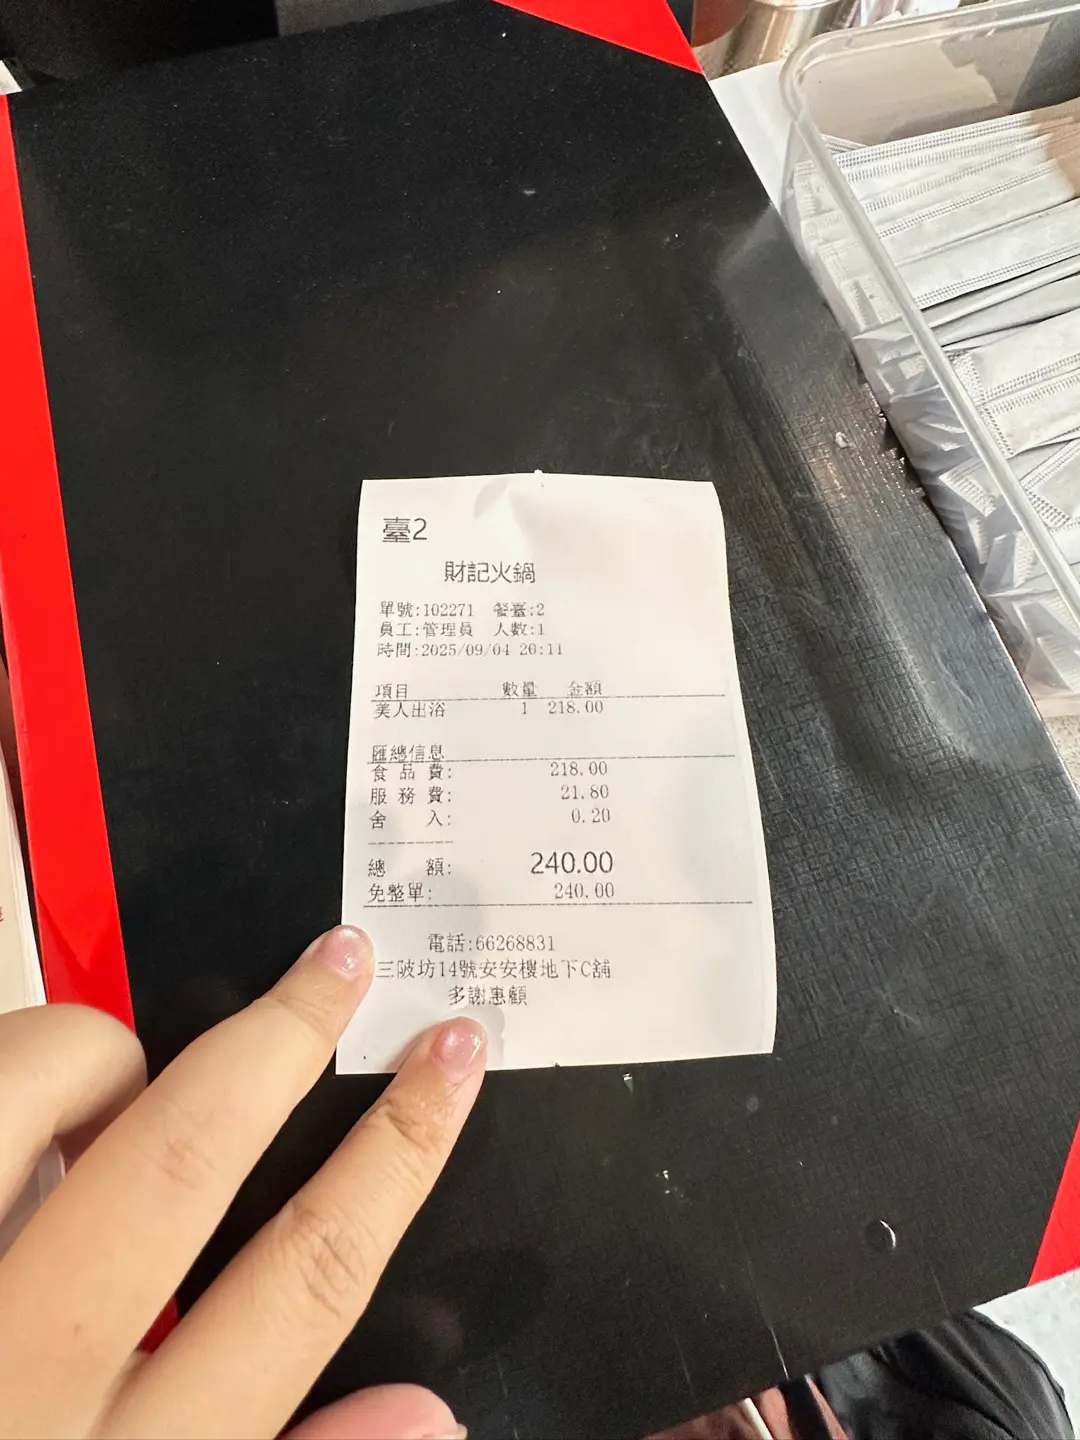 臺2
財記火鍋
單號:102271 餐臺:2
員工:管理員 人數:1
時間:2025/09/04 20:11
項目 數量 金額
美人出浴 1 218.00
匯總信息
食品費: 218.00
服務費: 21.80
舍入: 0.20
總額: 240.00
免整單: 240.00
電話:66268831
三陂坊14號安安樓地下C舖
多謝惠顧